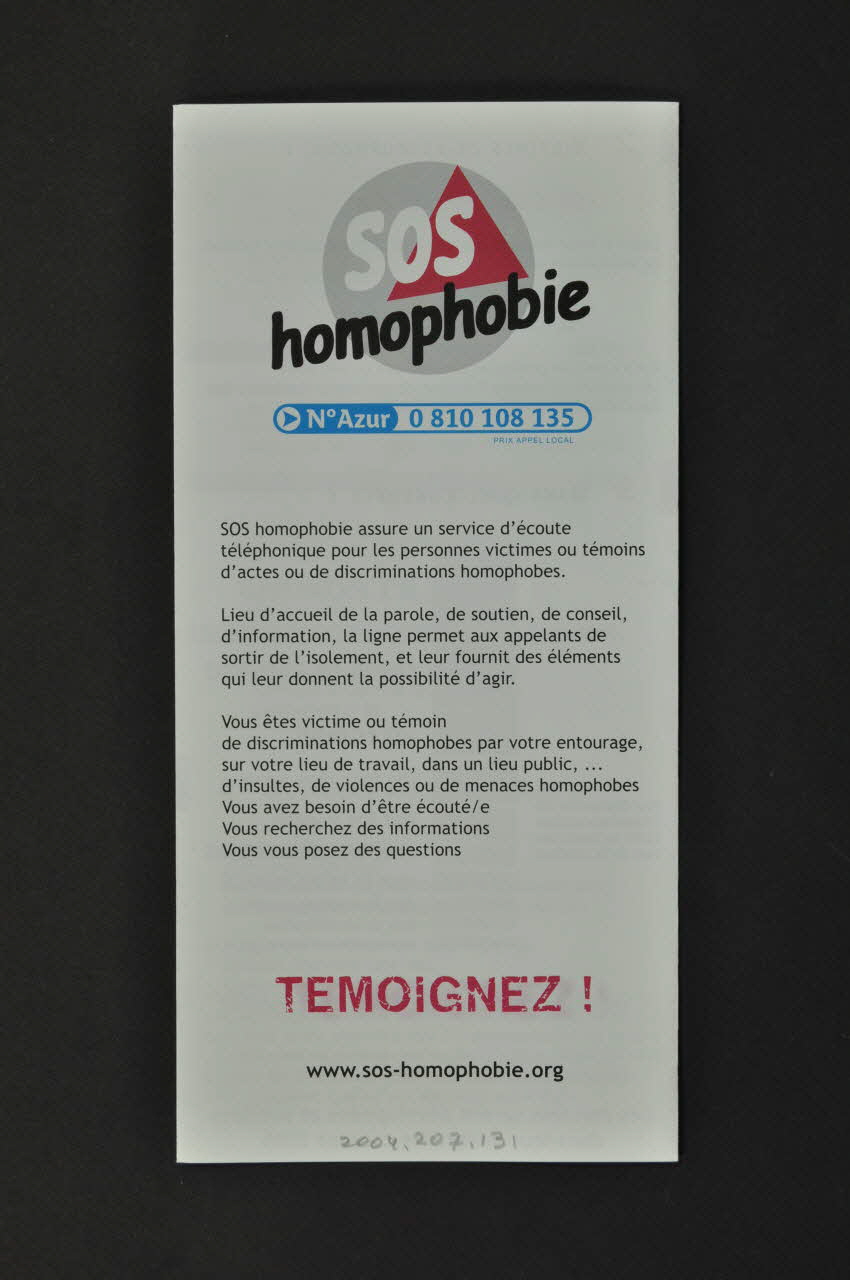 SOS
homophobie
N°Azur 0 810 108 135
PRIX APPEL LOCAL
SOS homophobie assure un service d'écoute
téléphonique pour les personnes victimes ou témoins
d'actes ou de discriminations homophobes.
Lieu d'accueil de la parole, de soutien, de conseil,
d'information, la ligne permet aux appelants de
sortir de l'isolement, et leur fournit des éléments
qui leur donnent la possibilité d'agir.
Vous êtes victime ou témoin
de discriminations homophobes par votre entourage,
sur votre lieu de travail, dans un lieu public, ...
d'insultes, de violences ou de menaces homophobes
Vous avez besoin d'être écouté/e
Vous recherchez des informations
Vous vous posez des questions
TEMOIGNEZ !
www.sos-homophobie.org
2004.207.131